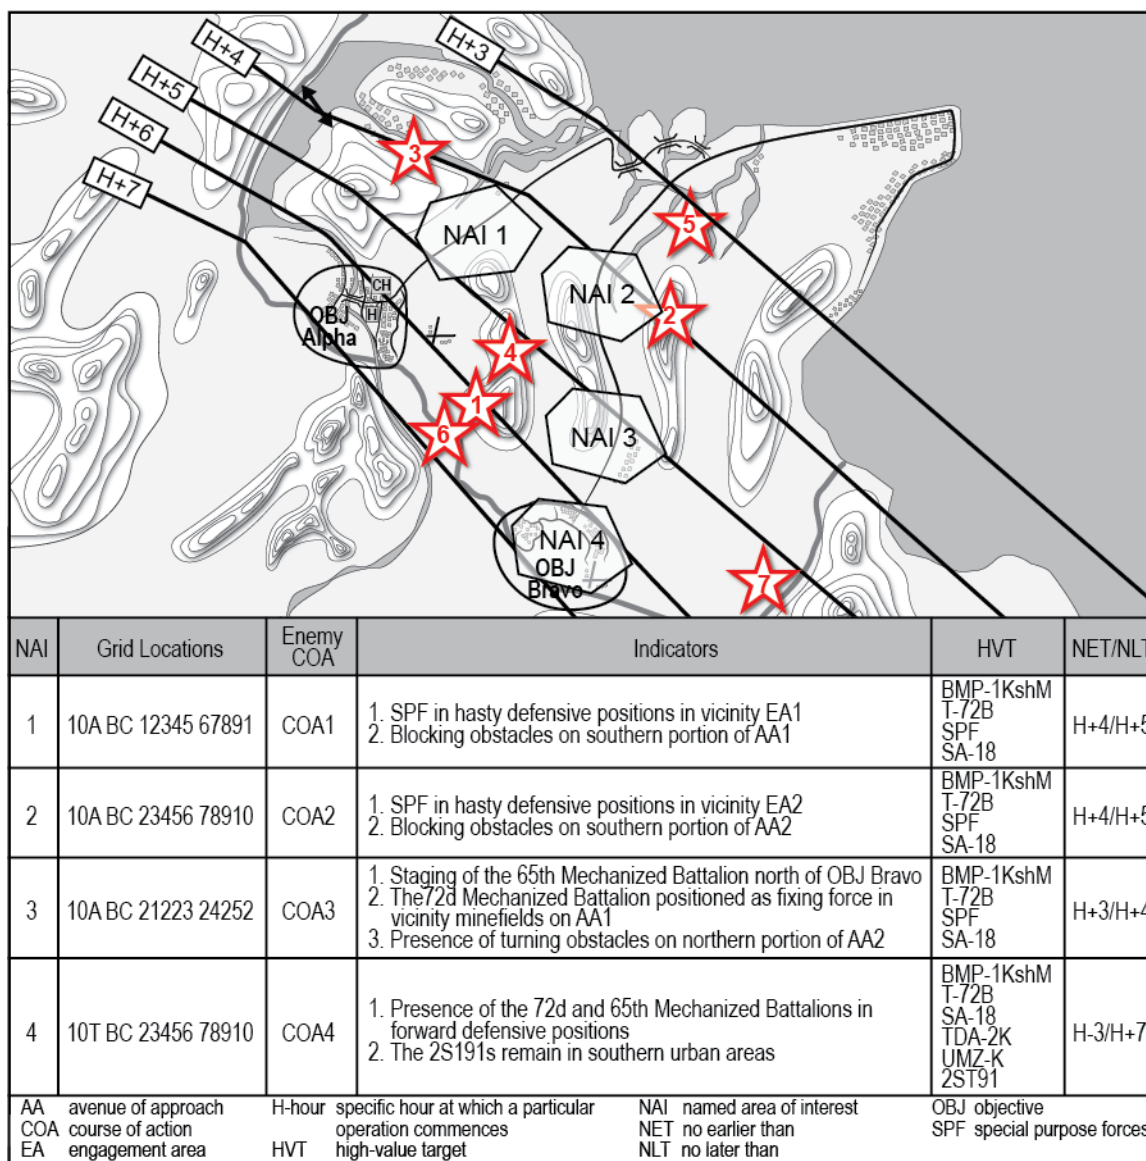 H+3
H+4
H+5
H+6
H+7
3
5
NAI 1
NAI 2
2
CH
H
OBJ
Alpha
4
1
6
NAI 3
NAI 4
OBJ
Bravo
7
NAI Grid Locations Enemy COA Indicators HVT NET/NLT
1 10A BC 12345 67891 COA1
1. SPF in hasty defensive positions in vicinity EA1
2. Blocking obstacles on southern portion of AA1
BMP-1KshM
T-72B
SPF
SA-18
H+4/H+5
2 10A BC 23456 78910 COA2
1. SPF in hasty defensive positions in vicinity EA2
2. Blocking obstacles on southern portion of AA2
BMP-1KshM
T-72B
SPF
SA-18
H+4/H+5
3 10A BC 21223 24252 COA3
1. Staging of the 65th Mechanized Battalion north of OBJ Bravo
2. The72d Mechanized Battalion positioned as fixing force in
vicinity minefields on AA1
3. Presence of turning obstacles on northern portion of AA2
BMP-1KshM
T-72B
SPF
SA-18
H+3/H+4
4 10T BC 23456 78910 COA4
1. Presence of the 72d and 65th Mechanized Battalions in
forward defensive positions
2. The 2S191s remain in southern urban areas
BMP-1KshM
T-72B
SA-18
TDA-2K
UMZ-K
2ST91
H-3/H+7
AA avenue of approach
COA course of action
EA engagement area
H-hour specific hour at which a particular
operation commences
HVT high-value target
NAI named area of interest
NET no earlier than
NLT no later than
OBJ objective
SPF special purpose forces